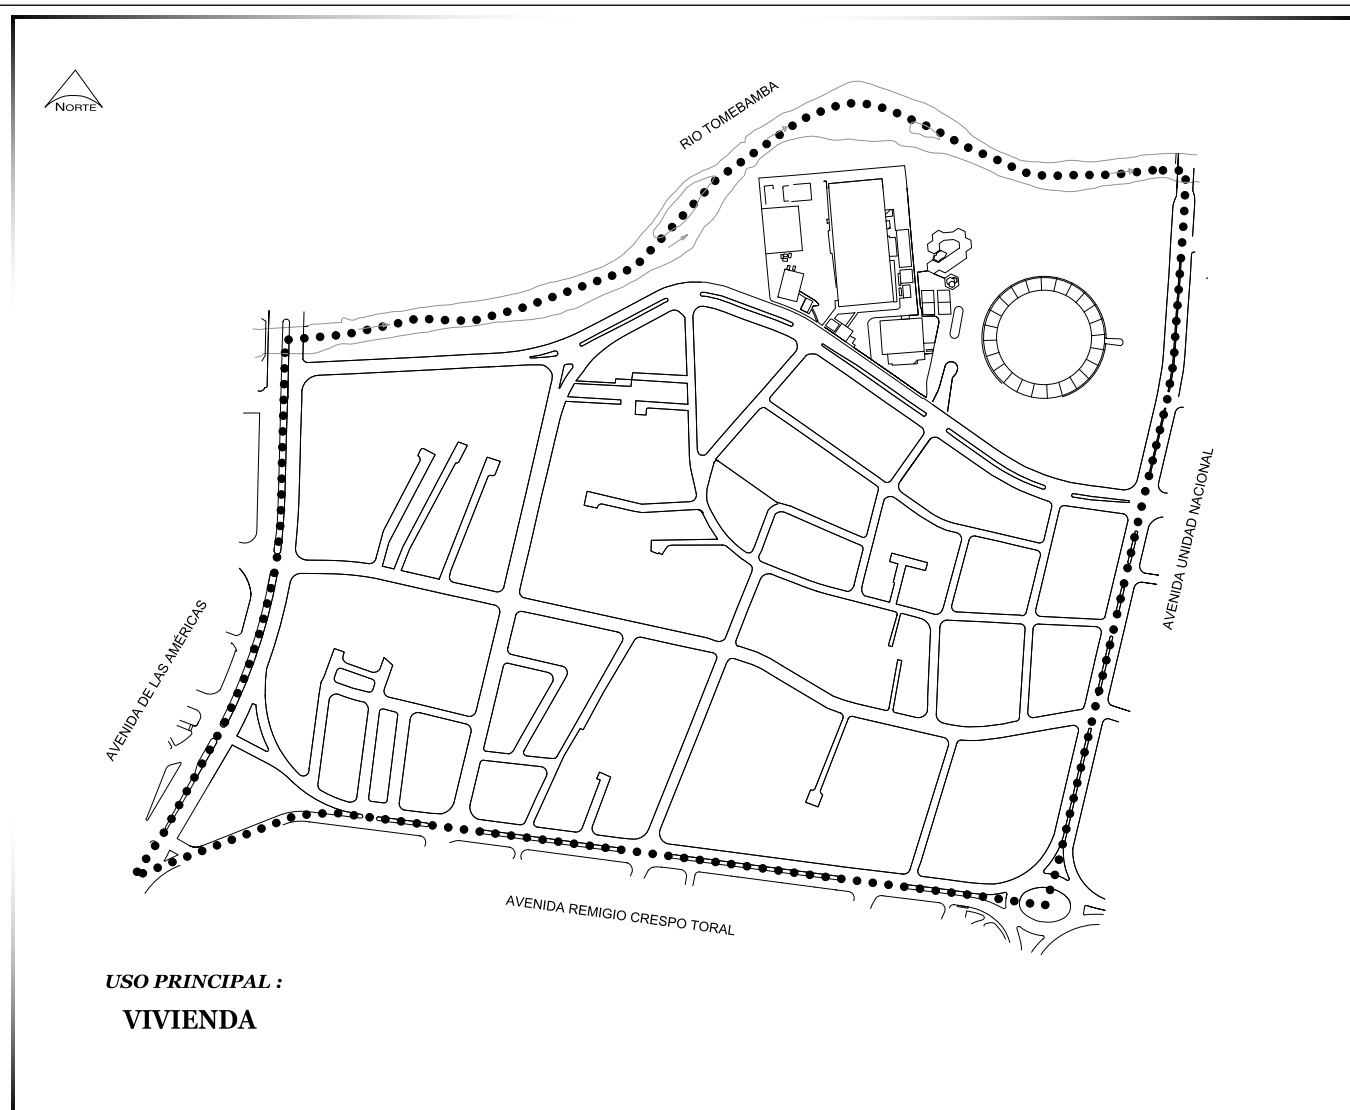 NORTE
RIO TOMEBAMBA
AVENIDA UNIDAD NACIONAL
AVENIDA DE LAS AMÉRICAS
AVENIDA REMIGIO CRESPO TORAL
USO PRINCIPAL :
VIVIENDA